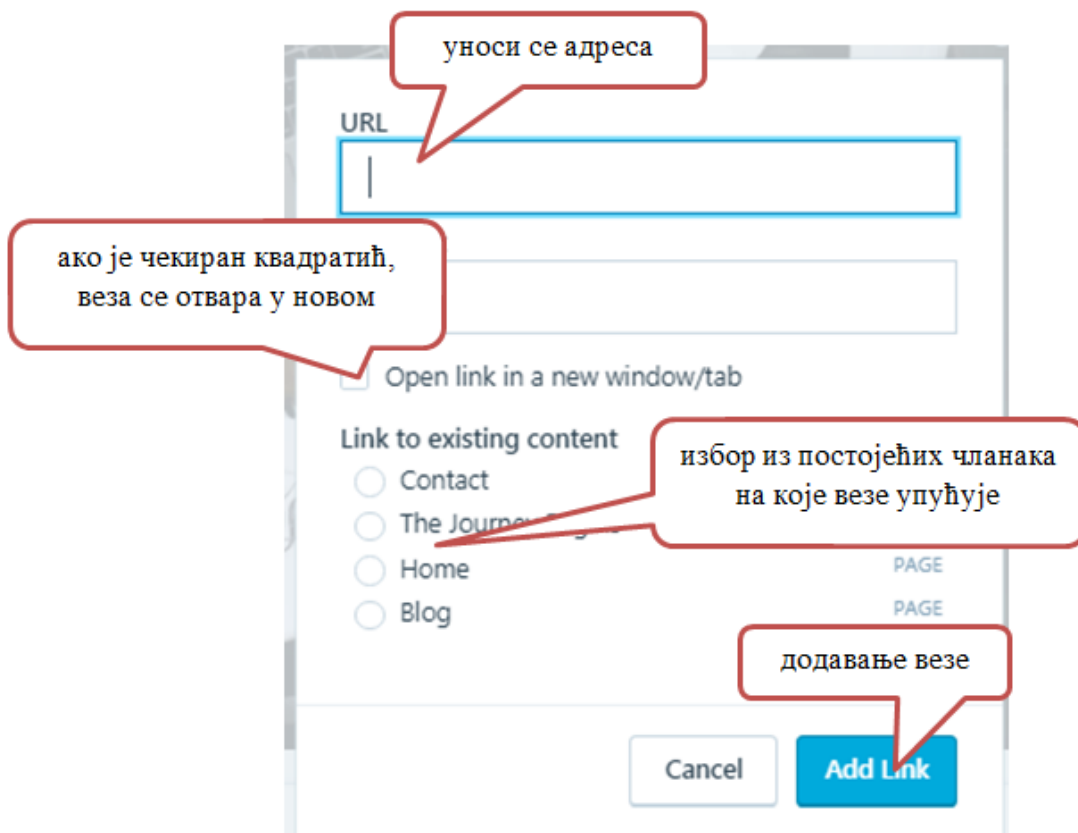 уноси се адреса
URL
ако је чекиран квадратић,
веза се отвара у новом
Open link in a new window/tab
Link to existing content
избор из постојећих чланака
на које везе упућује
Contact
The Journey
Home PAGE
Blog PAGE
додавање везе
Cancel
Add Link